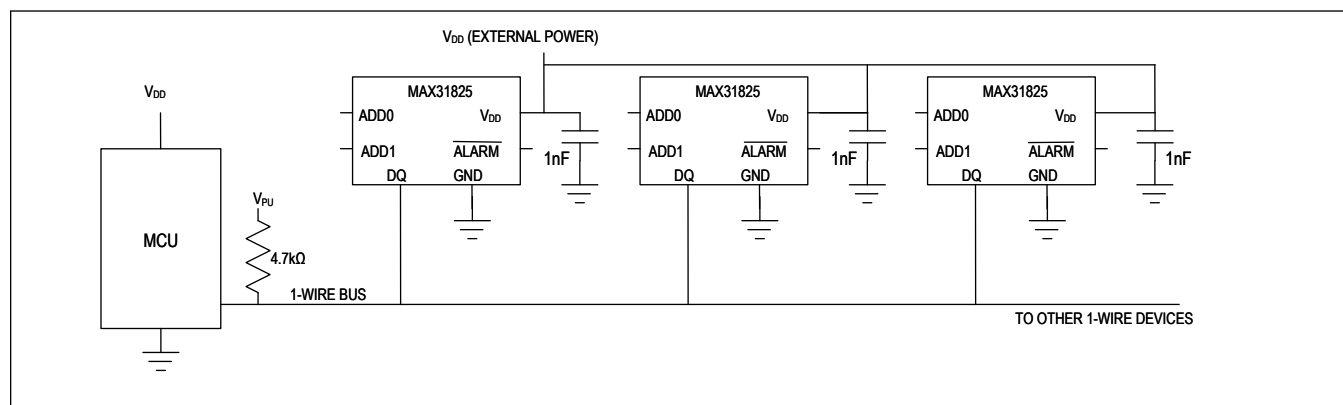 VDD (EXTERNAL POWER)
VDD
MCU
VPU
4.7kΩ
1-WIRE BUS
MAX31825
ADD0
VDD
ADD1
ALARM
DQ
GND
1nF
MAX31825
ADD0
VDD
ADD1
ALARM
DQ
GND
1nF
MAX31825
ADD0
VDD
ADD1
ALARM
DQ
GND
1nF
TO OTHER 1-WIRE DEVICES